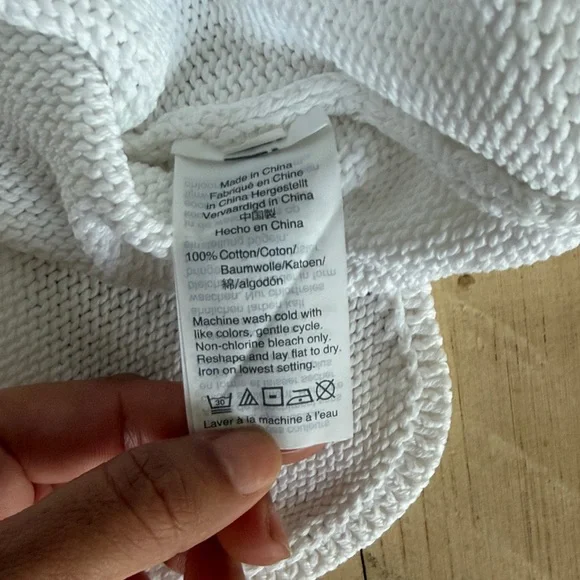 Made in China
Fabriqué en Chine
in China Hergestellt
Vervaardigd in China
中国製
Hecho en China
100% Cotton/Coton/
Baumwolle/Katoen/
綿/algodón
Machine wash cold with
like colors, gentle cycle.
Non-chlorine bleach only.
Reshape and lay flat to dry.
Iron on lowest setting.
30
Laver à la machine à l'eau